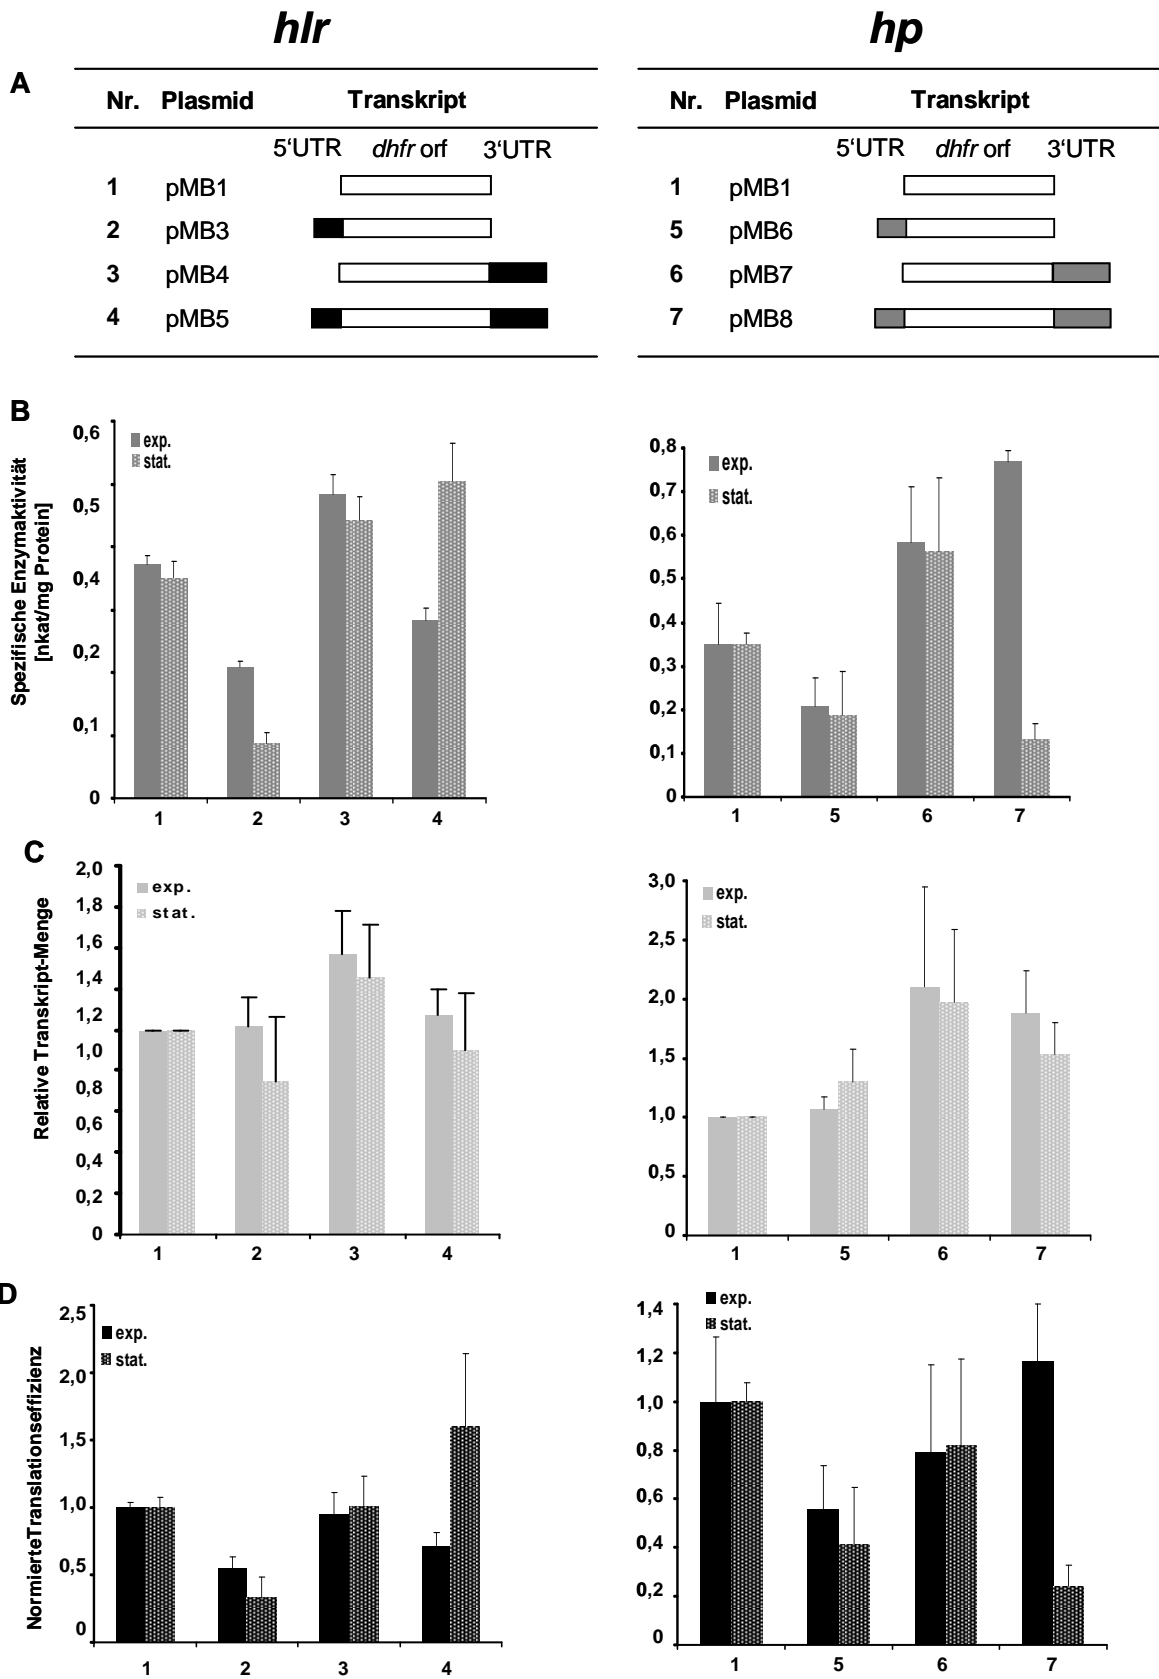 hlr
hp
A
Nr. Plasmid Transkript
5'UTR dhfr orf 3'UTR
1 pMB1
2 pMB3
3 pMB4
4 pMB5
Nr. Plasmid Transkript
5'UTR dhfr orf 3'UTR
1 pMB1
5 pMB6
6 pMB7
7 pMB8
B
Spezifische Enzymaktivität
[nkat/mg Protein]
0,6
0,5
0,4
0,2
0,1
0
exp.
stat.
1 2 3 4
0,8
0,7
0,6
0,5
0,4
0,3
0,2
0,1
0
exp.
stat.
1 5 6 7
C
Relative Transkript-Menge
2,0
1,8
1,6
1,4
1,2
1,0
0,8
0,6
0,4
0,2
0
exp.
stat.
1 2 3 4
3,0
2,5
2,0
1,5
1,0
0,5
0
exp.
stat.
1 5 6 7
D
NormierteTranslationseffizienz
2,5
2,0
1,5
1,0
0,5
0
exp.
stat.
1 2 3 4
1,4
1,2
1,0
0,8
0,6
0,4
0,2
0
exp.
stat.
1 5 6 7